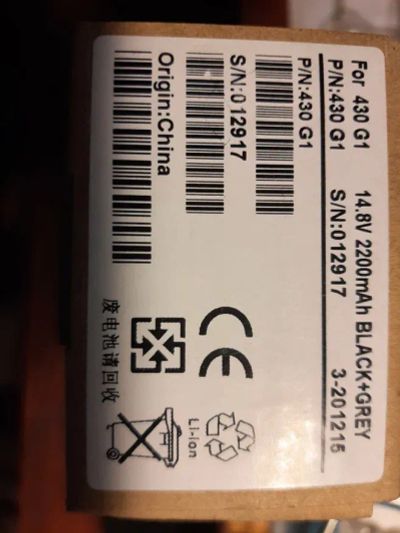 For 430 G1 14.8V 2200mAh BLACK+GREY
P/N:430 G1 S/N:012917 3-201215
P/N:430 G1
S/N:012917
Origin:China
Li-ion
废电池请回收